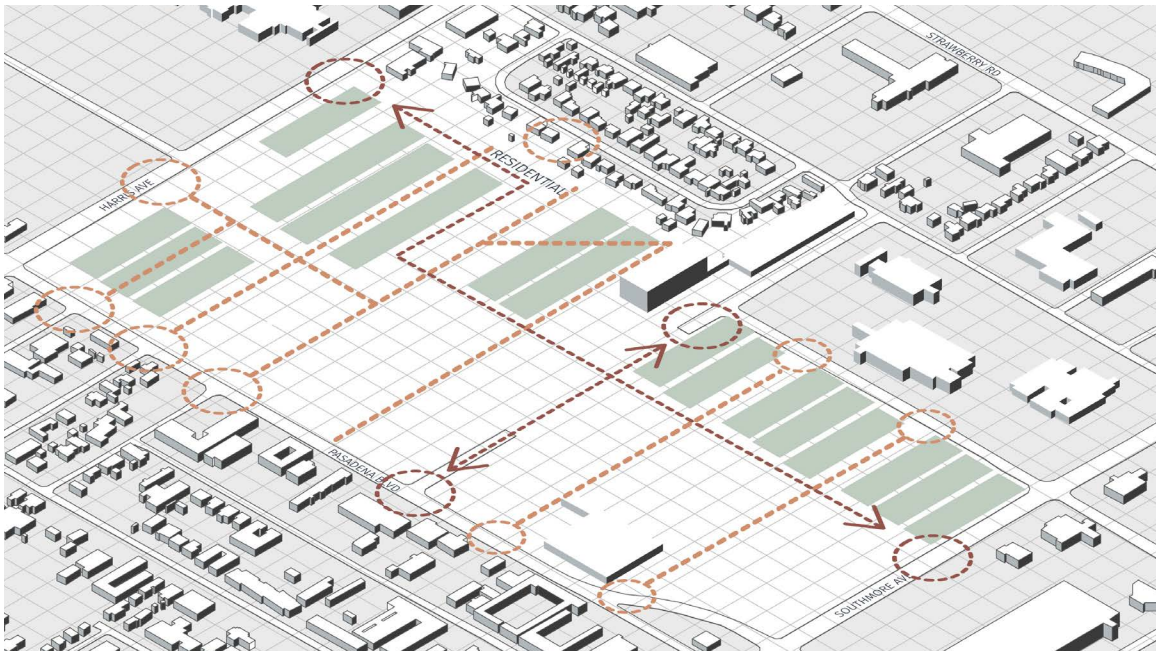 STRAWBERRY RD
RESIDENTIAL
HARRIS AVE
PASADENA BLVD
SOUTHMORE AVE